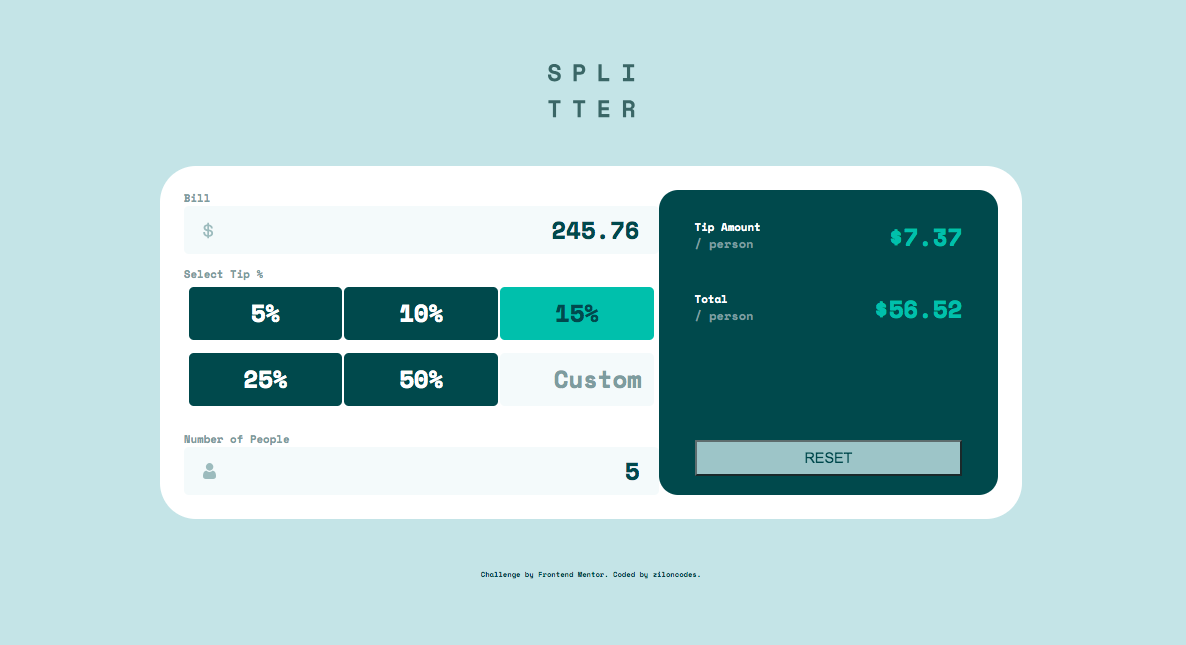 SPLI
TTER
Bill
$ 245.76
Select Tip %
5% 10% 15%
25% 50% Custom
Number of People
5
Tip Amount
/ person
$7.37
Total
/ person
$56.52
RESET
Challenge by Frontend Mentor. Coded by ziloncodes.